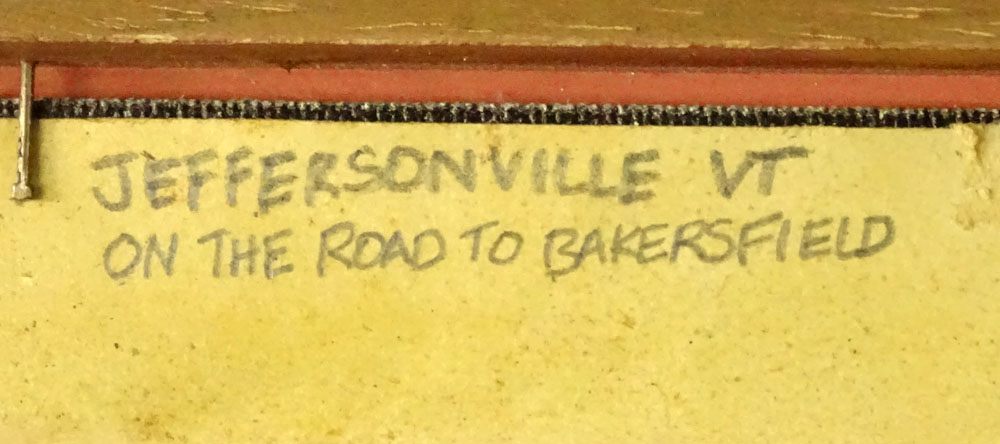 JEFFERSONVILLE VT
ON THE ROAD TO BAKERSFIELD